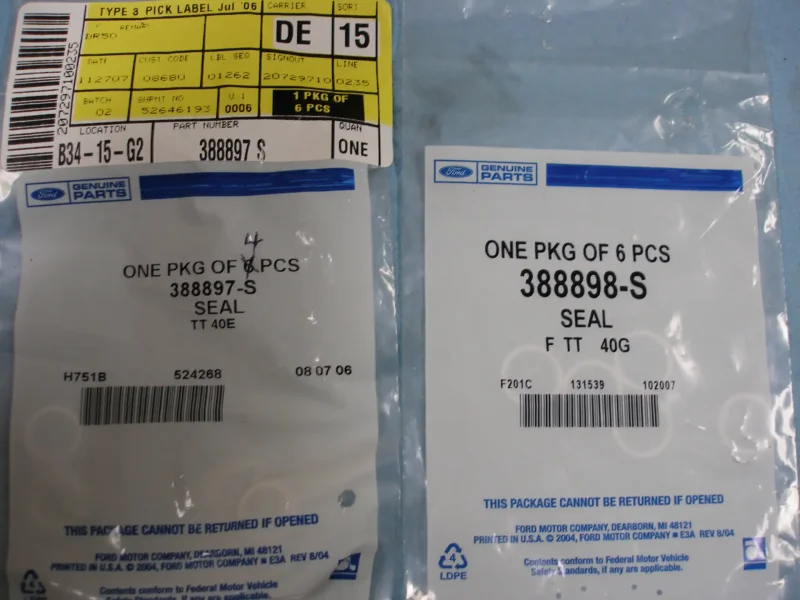 TYPE 3 PICK LABEL Jul '06
CARRIER
SORT
DE
15
DATE
CUST CODE
LBL SEQ
SIGNOUT
LINE
112707
08680
01262
20729710
0235
BATCH
SHPMT NO
02
52646193
0006
1 PKG OF
6 PCS
LOCATION
PART NUMBER
QUAN
B34-15-G2
388897 S
ONE
207297100235
Ford
GENUINE
PARTS
4
ONE PKG OF 6 PCS
388897-S
SEAL
TT 40E
H751B 524268 08 07 06
THIS PACKAGE CANNOT BE RETURNED IF OPENED
FORD MOTOR COMPANY, DEARBORN, MI 48121
PRINTED IN U.S.A. © 2004, FORD MOTOR COMPANY ■ E3A REV 8/04
Contents conform to Federal Motor Vehicle
Safety Standards, if any are applicable.
Ford
GENUINE
PARTS
ONE PKG OF 6 PCS
388898-S
SEAL
F TT 40G
F201C 131539 102007
THIS PACKAGE CANNOT BE RETURNED IF OPENED
FORD MOTOR COMPANY, DEARBORN, MI 48121
PRINTED IN U.S.A. © 2004, FORD MOTOR COMPANY ■ E3A REV 8/04
4
LDPE
Contents conform to Federal Motor Vehicle
Safety Standards, if any are applicable.